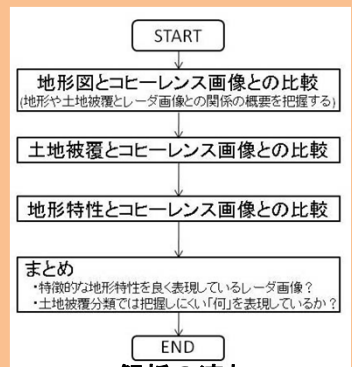 START
地形図とコヒーレンス画像との比較
(地形や土地被覆とレーダ画像との関係の概要を把握する)
土地被覆とコヒーレンス画像との比較
地形特性とコヒーレンス画像との比較
まとめ
・特徴的な地形特性を良く表現しているレーダ画像?
・土地被覆分類では把握しにくい「何」を表現しているか?
END